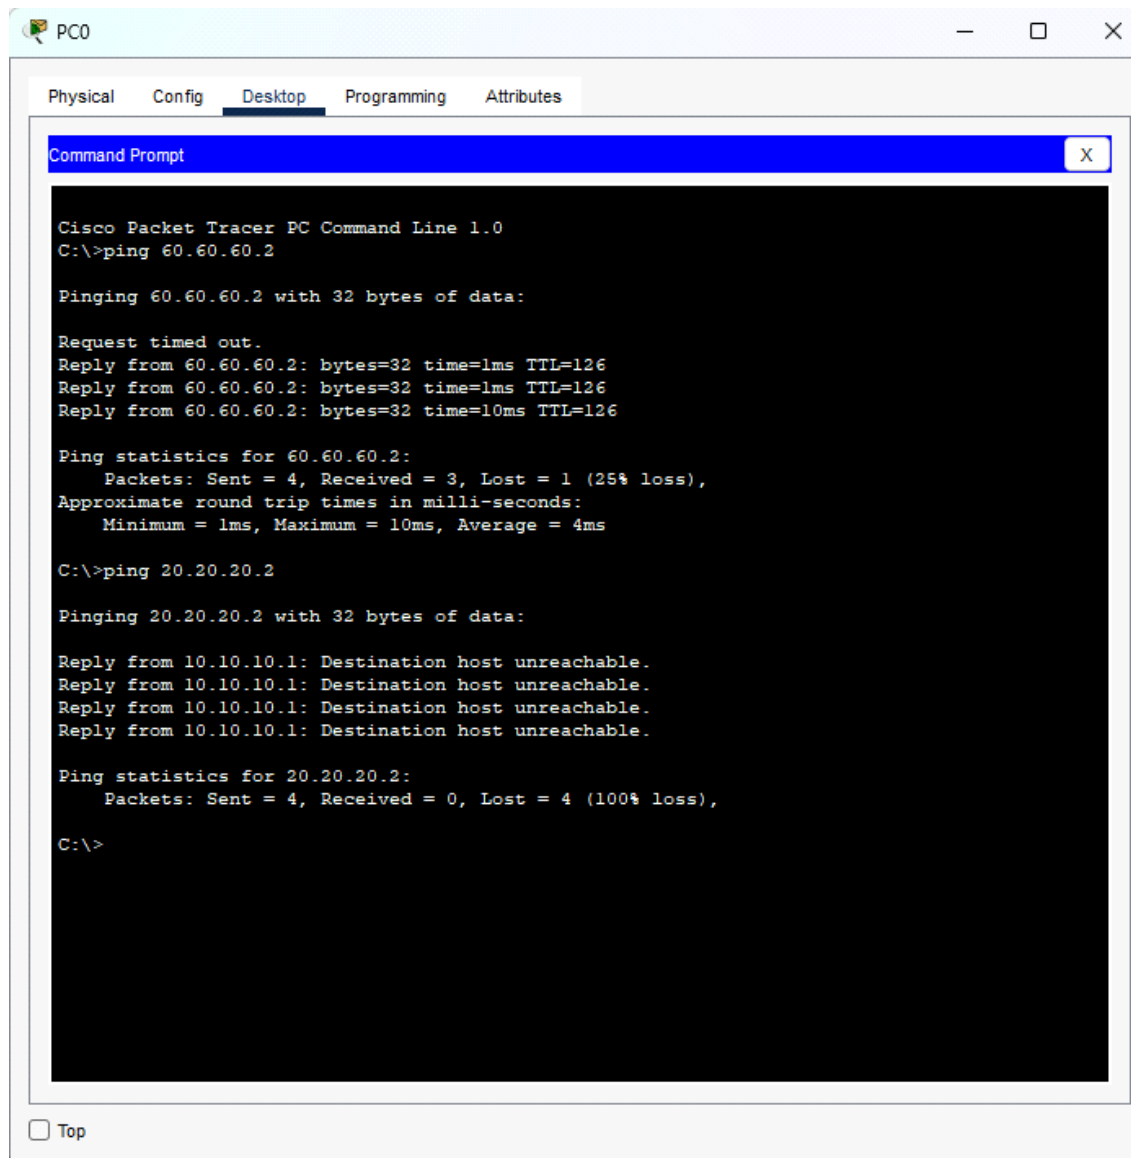 PC0
Physical Config Desktop Programming Attributes
Command Prompt
X
Cisco Packet Tracer PC Command Line 1.0
C:\>ping 60.60.60.2
Pinging 60.60.60.2 with 32 bytes of data:
Request timed out.
Reply from 60.60.60.2: bytes=32 time=1ms TTL=126
Reply from 60.60.60.2: bytes=32 time=1ms TTL=126
Reply from 60.60.60.2: bytes=32 time=10ms TTL=126
Ping statistics for 60.60.60.2:
    Packets: Sent = 4, Received = 3, Lost = 1 (25% loss),
Approximate round trip times in milli-seconds:
    Minimum = 1ms, Maximum = 10ms, Average = 4ms
C:\>ping 20.20.20.2
Pinging 20.20.20.2 with 32 bytes of data:
Reply from 10.10.10.1: Destination host unreachable.
Reply from 10.10.10.1: Destination host unreachable.
Reply from 10.10.10.1: Destination host unreachable.
Reply from 10.10.10.1: Destination host unreachable.
Ping statistics for 20.20.20.2:
    Packets: Sent = 4, Received = 0, Lost = 4 (100% loss),
C:\>
Top